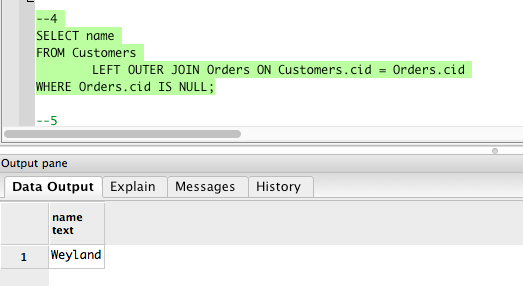 --4
SELECT name
FROM Customers
LEFT OUTER JOIN Orders ON Customers.cid = Orders.cid
WHERE Orders.cid IS NULL;
--5
Output pane
Data Output Explain Messages History
name
text
1 Weyland